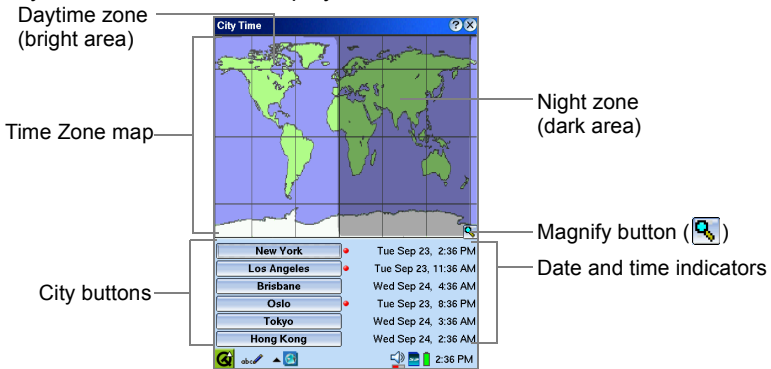 Daytime zone
(bright area)
City Time
Time Zone map
Night zone
(dark area)
Magnify button ( )
Date and time indicators
City buttons
New York Tue Sep 23, 2:36 PM
Los Angeles Tue Sep 23, 11:36 AM
Brisbane Wed Sep 24, 4:36 AM
Oslo Tue Sep 23, 8:36 PM
Tokyo Wed Sep 24, 3:36 AM
Hong Kong Wed Sep 24, 2:36 AM
abc 2:36 PM